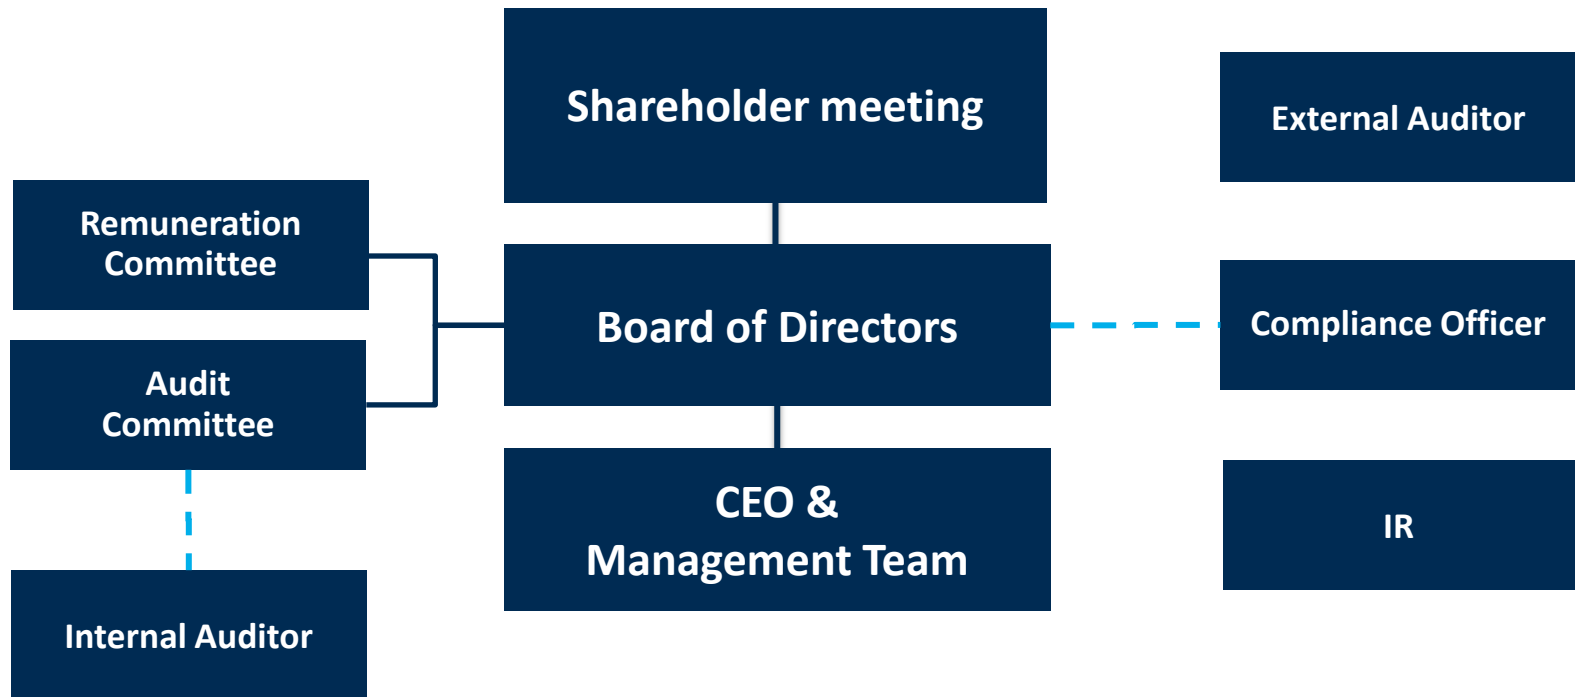 Shareholder meeting
External Auditor
Remuneration
Committee
Board of Directors
Compliance Officer
Audit
Committee
CEO &
Management Team
IR
Internal Auditor